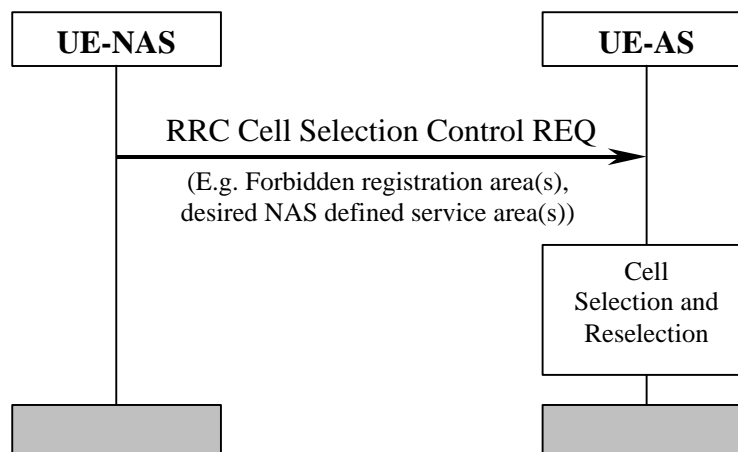 UE-NAS
UE-AS
RRC Cell Selection Control REQ
(E.g. Forbidden registration area(s),
desired NAS defined service area(s))
Cell
Selection and
Reselection